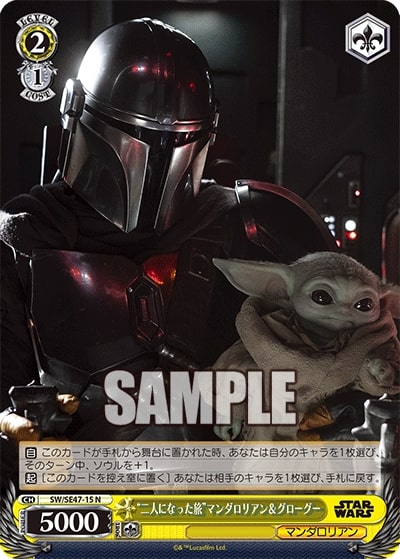 LEVEL
2
1
COST
SAMPLE
自 このカードが手札から舞台に置かれた時、あなたは自分のキャラを1枚選び、
そのターン中、ソウルを+1。
起 [このカードを控え室に置く] あなたは相手のキャラを1枚選び、手札に戻す。
CH SW/SE47-15 N
5000
“二人になった旅”マンダロリアン&グローグー
STAR WARS
マンダロリアン
©&™ Lucasfilm Ltd.